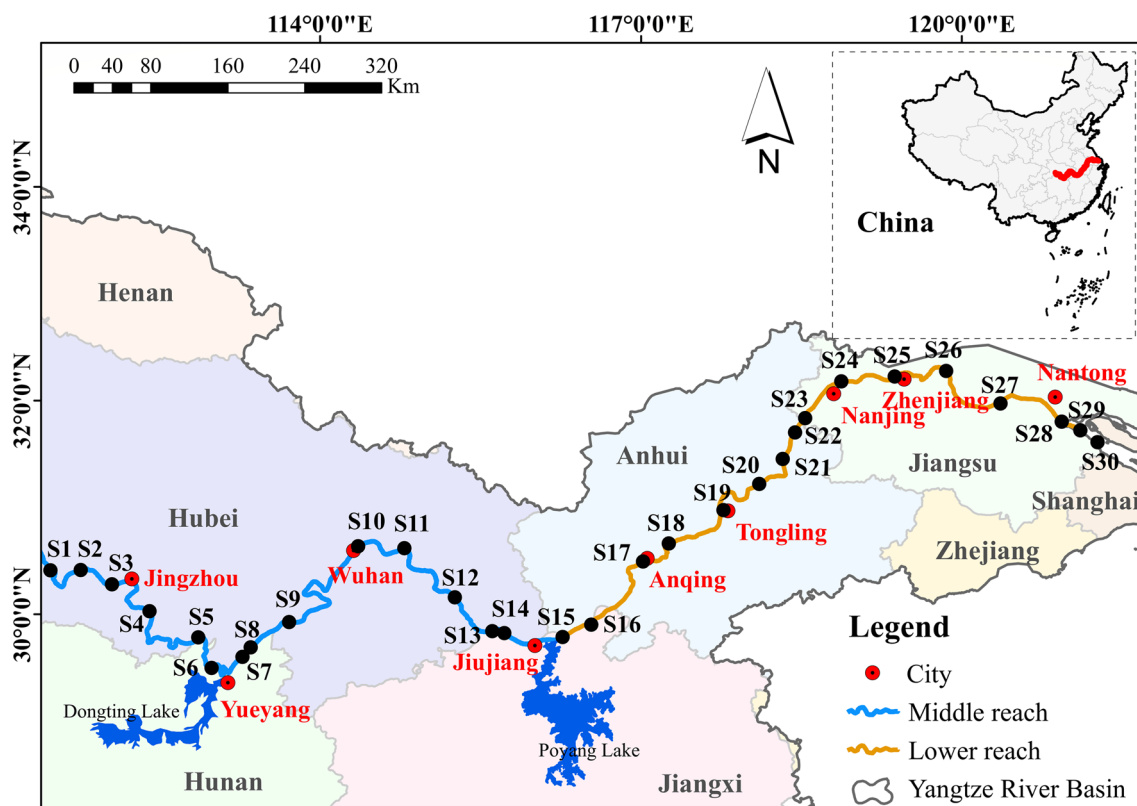 114°0'0"E
117°0'0"E
120°0'0"E
0 40 80 160 240 320
Km
N
China
34°0'0"N
32°0'0"N
30°0'0"N
Henan
Hubei
Anhui
Jiangsu
Shanghai
Zhejiang
Hunan
Jiangxi
S1
S2
S3
Jingzhou
S4
S5
S6
S7
S8
Yueyang
Dongting Lake
S9
S10
Wuhan
S11
S12
S13
S14
Jiujiang
S15
Poyang Lake
S16
S17
Anqing
S18
S19
Tongling
S20
S21
S22
S23
S24
Nanjing
S25
Zhenjiang
S26
S27
Nantong
S28
S29
S30
Legend
City
Middle reach
Lower reach
Yangtze River Basin